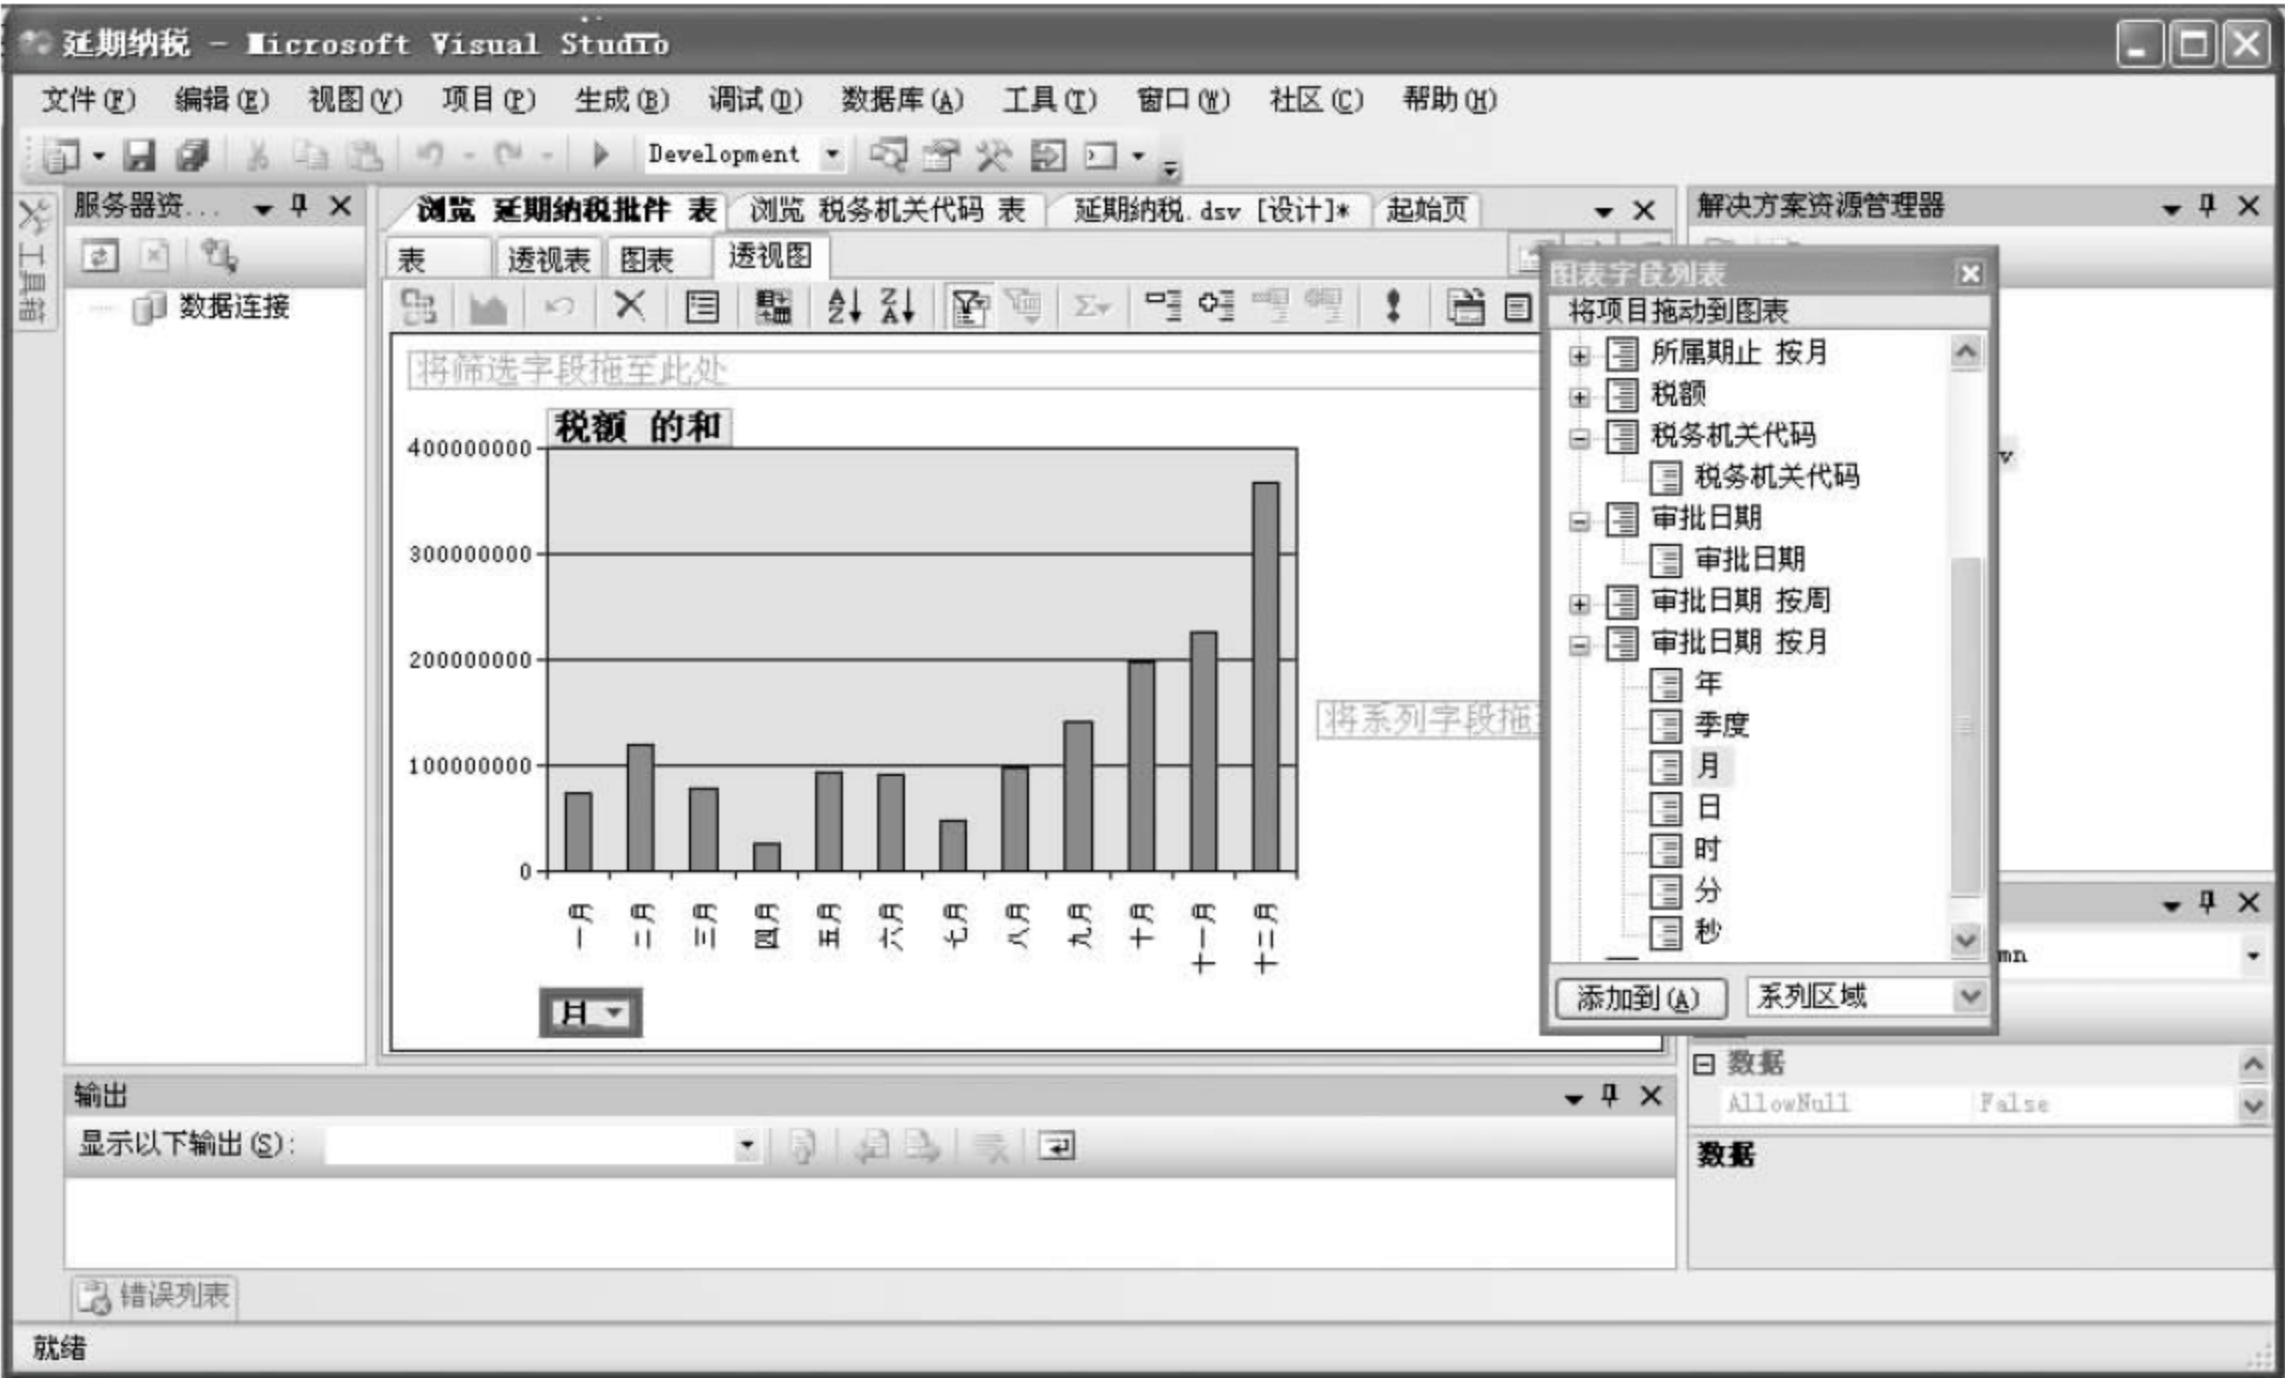 延期纳税 - Microsoft Visual Studio
文件(F) 编辑(E) 视图(V) 项目(P) 生成(B) 调试(D) 数据库(A) 工具(T) 窗口(W) 社区(C) 帮助(H)
Development
工具箱
服务器资...
数据连接
浏览 延期纳税批件 表 浏览 税务机关代码 表 延期纳税.dsv [设计]* 起始页
表 透视表 图表 透视图
将筛选字段拖至此处
税额 的和
400000000
300000000
200000000
100000000
0
一月 二月 三月 四月 五月 六月 七月 八月 九月 十月 十一月 十二月
月
将系列字段拖
解决方案资源管理器
图表字段列表
将项目拖动到图表
所属期止 按月
税额
税务机关代码
税务机关代码
审批日期
审批日期
审批日期 按周
审批日期 按月
年
季度
月
日
时
分
秒
添加到(A) 系列区域
v
mn
数据
AllowNull False
数据
输出
显示以下输出(S):
错误列表
就绪